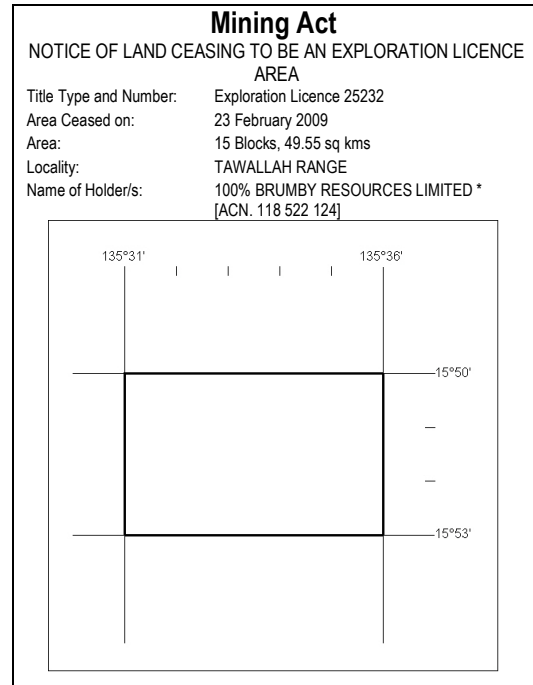 Mining Act
NOTICE OF LAND CEASING TO BE AN EXPLORATION LICENCE
AREA
Title Type and Number: Exploration Licence 25232
Area Ceased on: 23 February 2009
Area: 15 Blocks, 49.55 sq kms
Locality: TAWALLAH RANGE
Name of Holder/s: 100% BRUMBY RESOURCES LIMITED *
[ACN. 118 522 124]
135°31' 135°36'
15°50'
15°53'